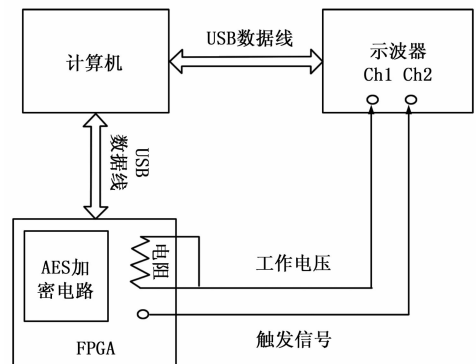 计算机
USB数据线
示波器
Ch1 Ch2
USB
数据线
AES加
密电路
电阻
FPGA
工作电压
触发信号